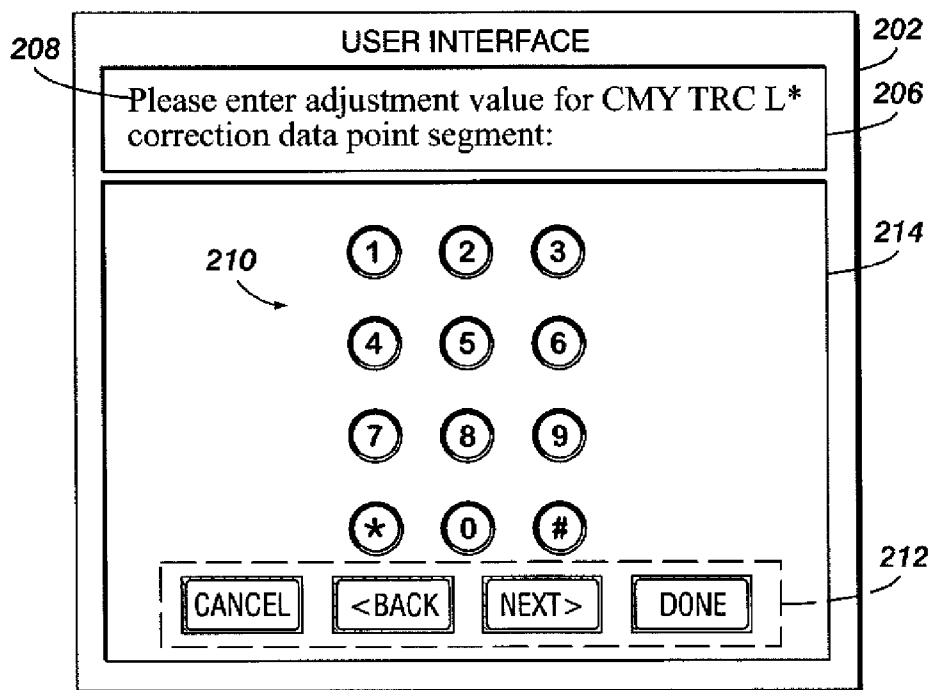 USER INTERFACE
202
208
Please enter adjustment value for CMY TRC L*
correction data point segment:
206
214
210
1 2 3
4 5 6
7 8 9
* 0 #
212
CANCEL <BACK NEXT> DONE